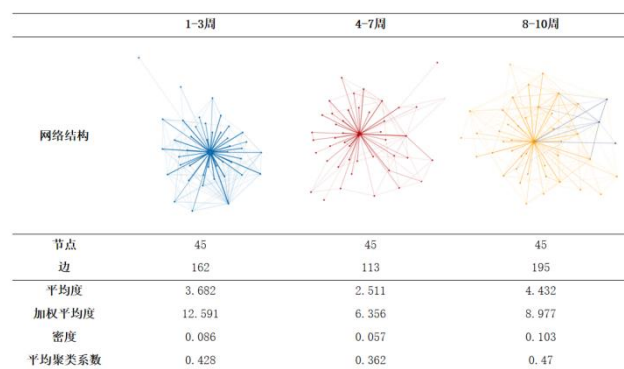 1-3周 4-7周 8-10周
网络结构
节点 45 45 45
边 162 113 195
平均度 3.682 2.511 4.432
加权平均度 12.591 6.356 8.977
密度 0.086 0.057 0.103
平均聚类系数 0.428 0.362 0.47